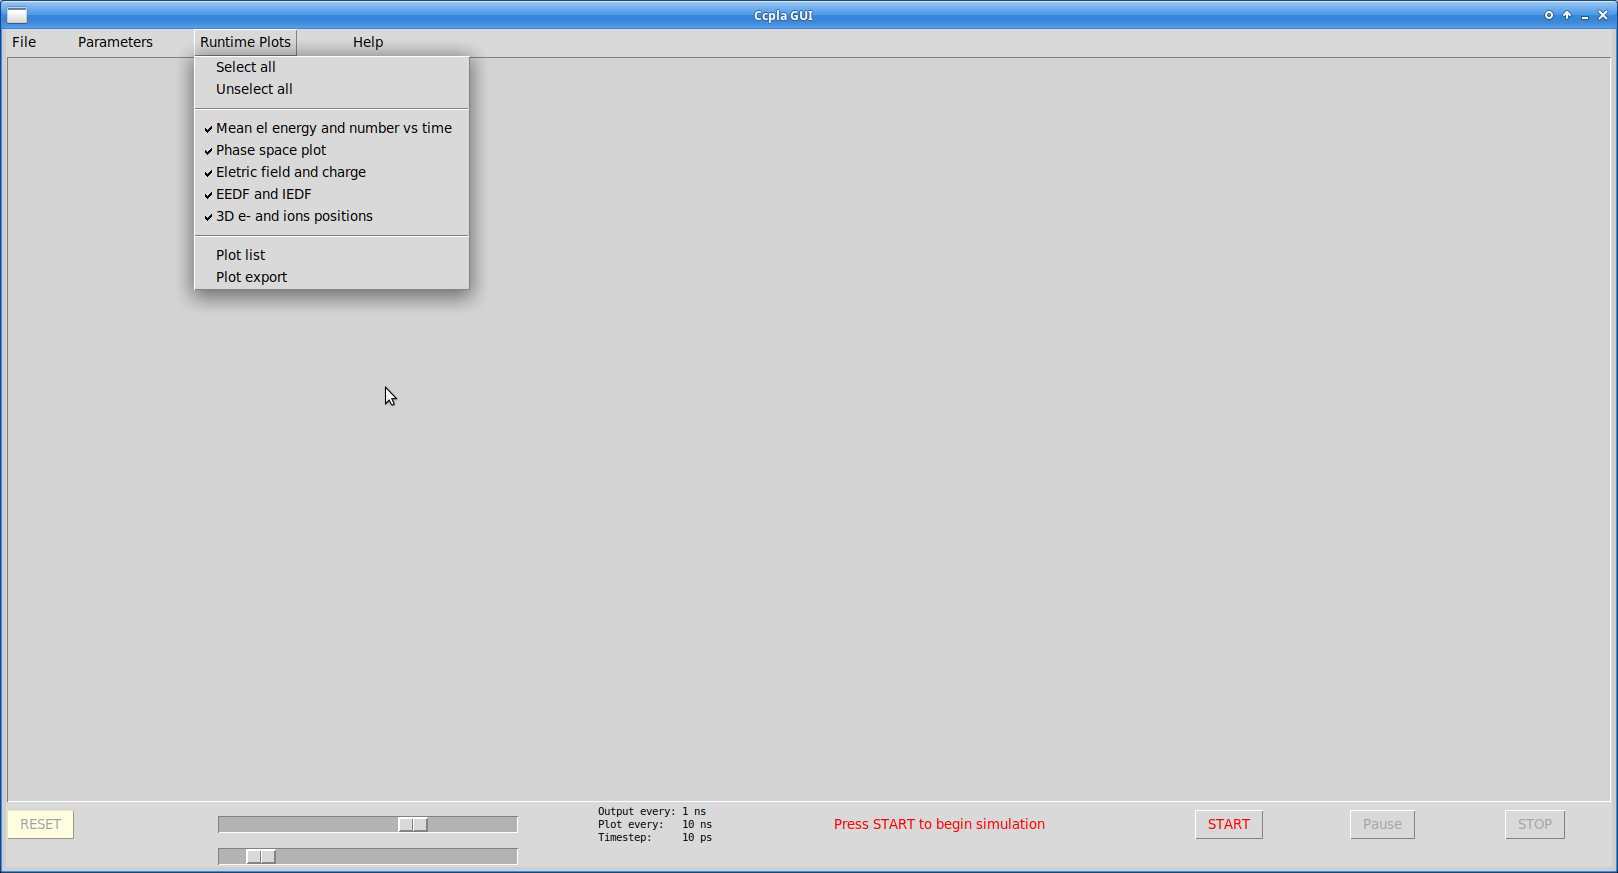 Ccpla GUI
File Parameters Runtime Plots Help
Select all
Unselect all
Mean el energy and number vs time
Phase space plot
Eletric field and charge
EEDF and IEDF
3D e- and ions positions
Plot list
Plot export
RESET
Output every: 1 ns
Plot every: 10 ns
Timestep: 10 ps
Press START to begin simulation
START
Pause
STOP